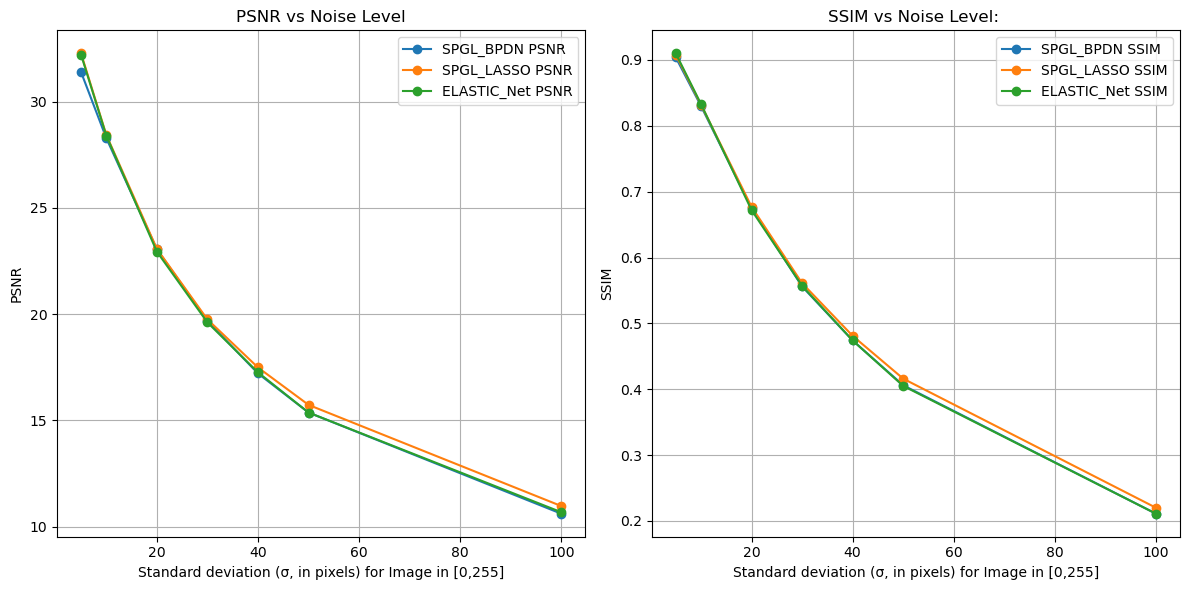 PSNR vs Noise Level
SPGL_BPDN PSNR
SPGL_LASSO PSNR
ELASTIC_Net PSNR
PSNR
30
25
20
15
10
20
40
60
80
100
Standard deviation (σ, in pixels) for Image in [0,255]
SSIM vs Noise Level:
SPGL_BPDN SSIM
SPGL_LASSO SSIM
ELASTIC_Net SSIM
SSIM
0.9
0.8
0.7
0.6
0.5
0.4
0.3
0.2
20
40
60
80
100
Standard deviation (σ, in pixels) for Image in [0,255]